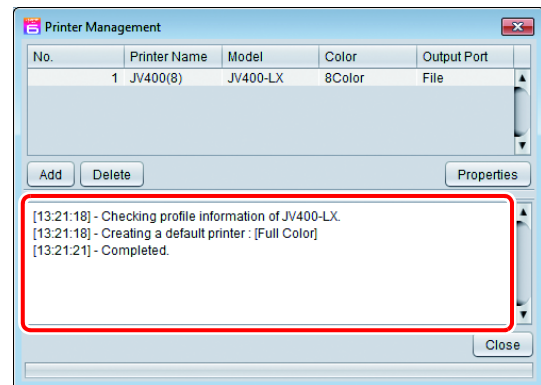 Printer Management
No. Printer Name Model Color Output Port
1 JV400(8) JV400-LX 8Color File
Add Delete Properties
[13:21:18] - Checking profile information of JV400-LX.
[13:21:18] - Creating a default printer : [Full Color]
[13:21:21] - Completed.
Close